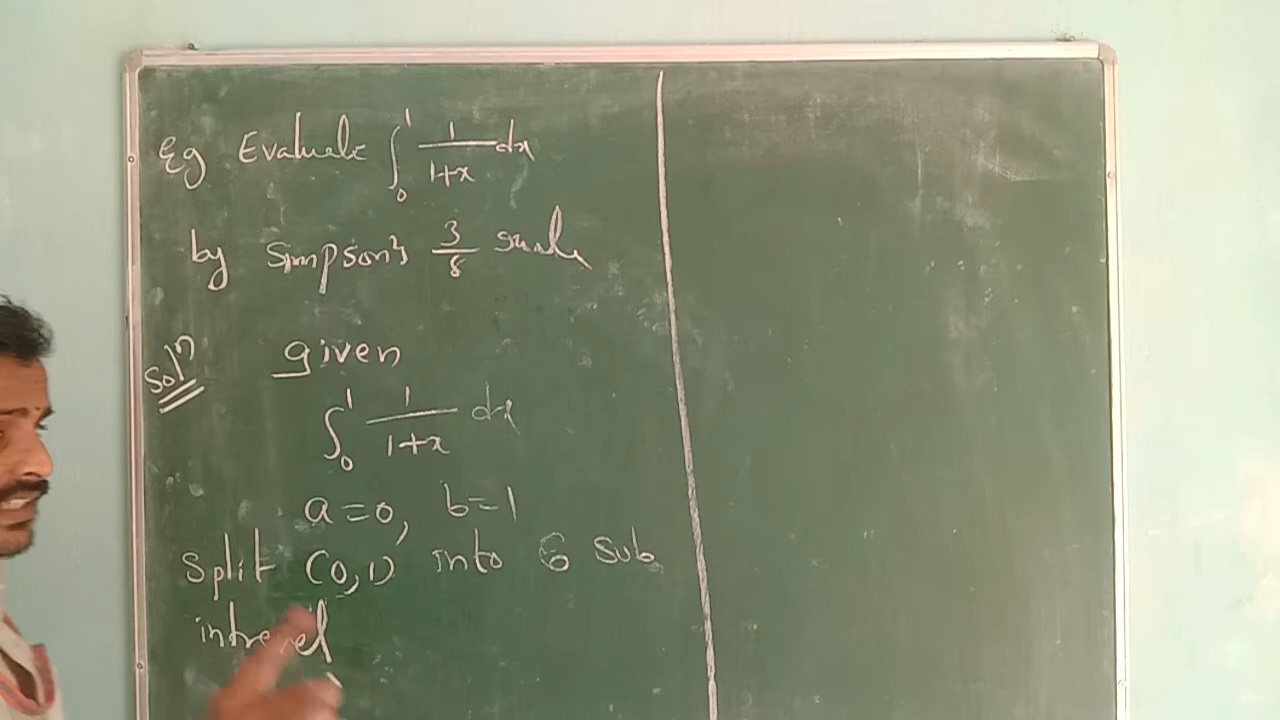 Eg Evaluate ∫₀¹ 1/(1+x) dx
by Simpson's 3/8 rule
Solⁿ given
∫₀¹ 1/(1+x) dx
a=0, b=1
Split (0,1) into 6 sub